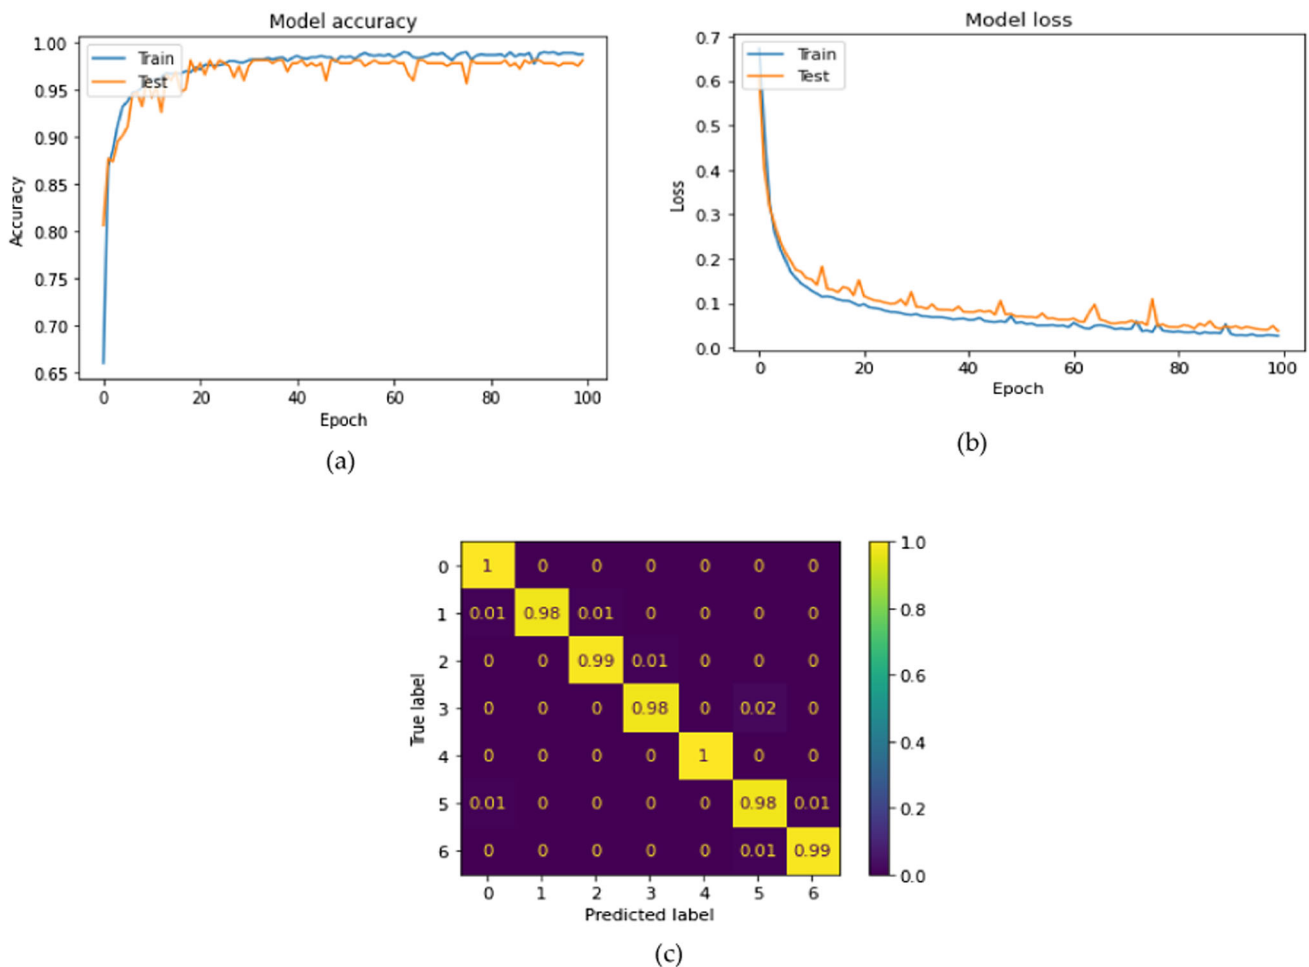 Model accuracy
1.00
0.95
0.90
0.85
0.80
0.75
0.70
0.65
Accuracy
Train
Test
0 20 40 60 80 100
Epoch
(a)
Model loss
0.7
0.6
0.5
0.4
0.3
0.2
0.1
0.0
Loss
Train
Test
0 20 40 60 80 100
Epoch
(b)
True label
0 1 0 0 0 0 0 0
1 0.01 0.98 0.01 0 0 0 0
2 0 0 0.99 0.01 0 0 0
3 0 0 0 0.98 0 0.02 0
4 0 0 0 0 1 0 0
5 0.01 0 0 0 0 0.98 0.01
6 0 0 0 0 0 0.01 0.99
0 1 2 3 4 5 6
Predicted label
1.0
0.8
0.6
0.4
0.2
0.0
(c)